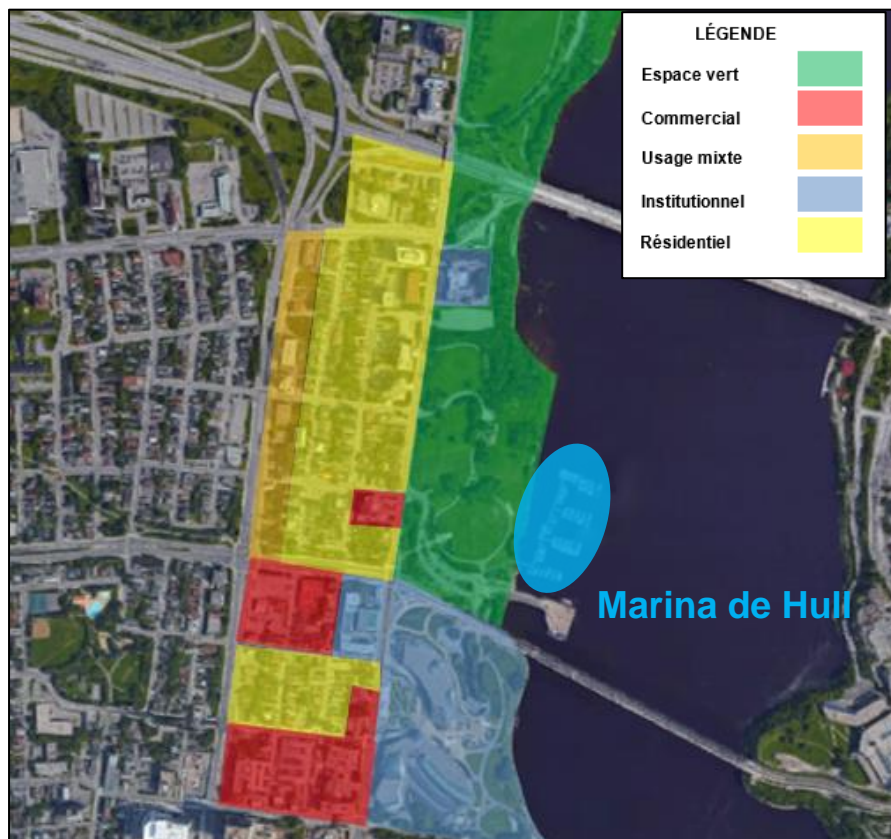 LÉGENDE
Espace vert
Commercial
Usage mixte
Institutionnel
Résidentiel
Marina de Hull